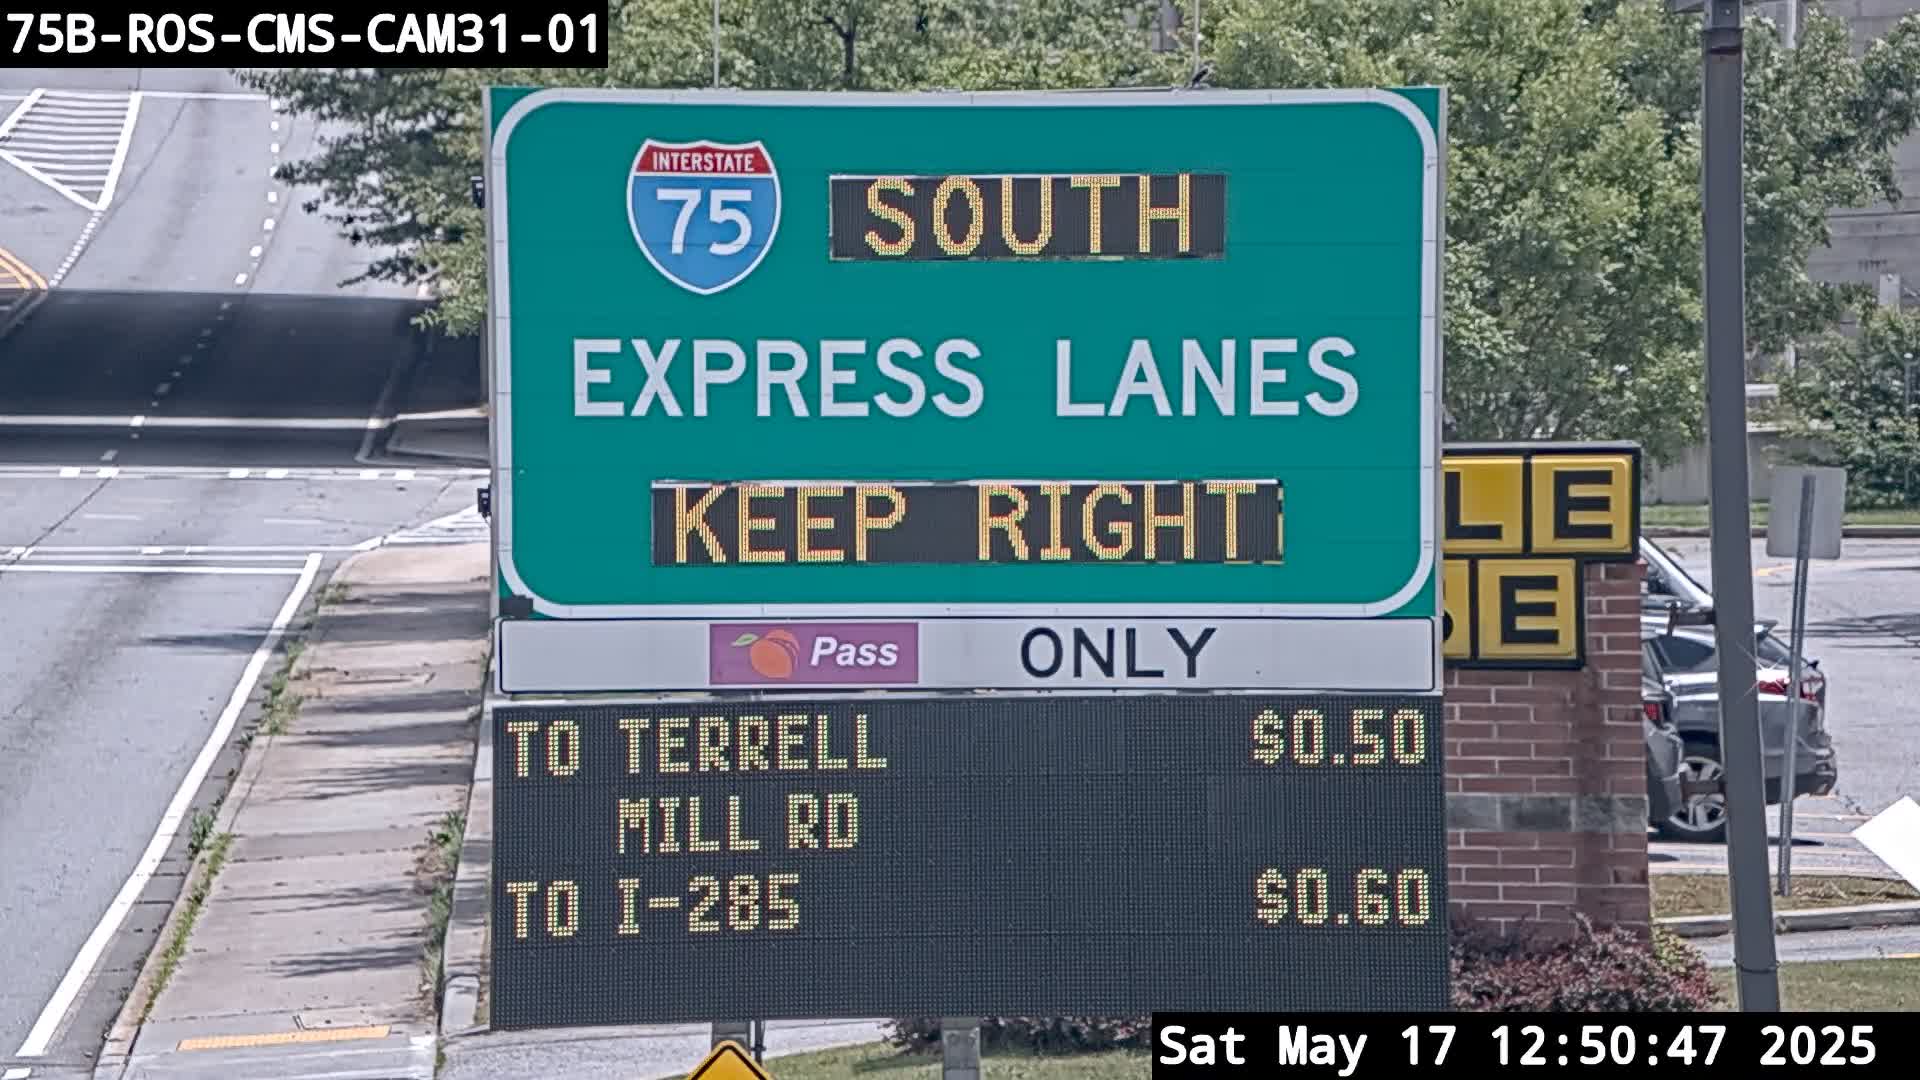 75B-ROS-CMS-CAM31-01
INTERSTATE
75
SOUTH
EXPRESS LANES
KEEP RIGHT
Pass ONLY
TO TERRELL $0.50
MILL RD
TO I-285 $0.60
LE
E
Sat May 17 12:50:47 2025